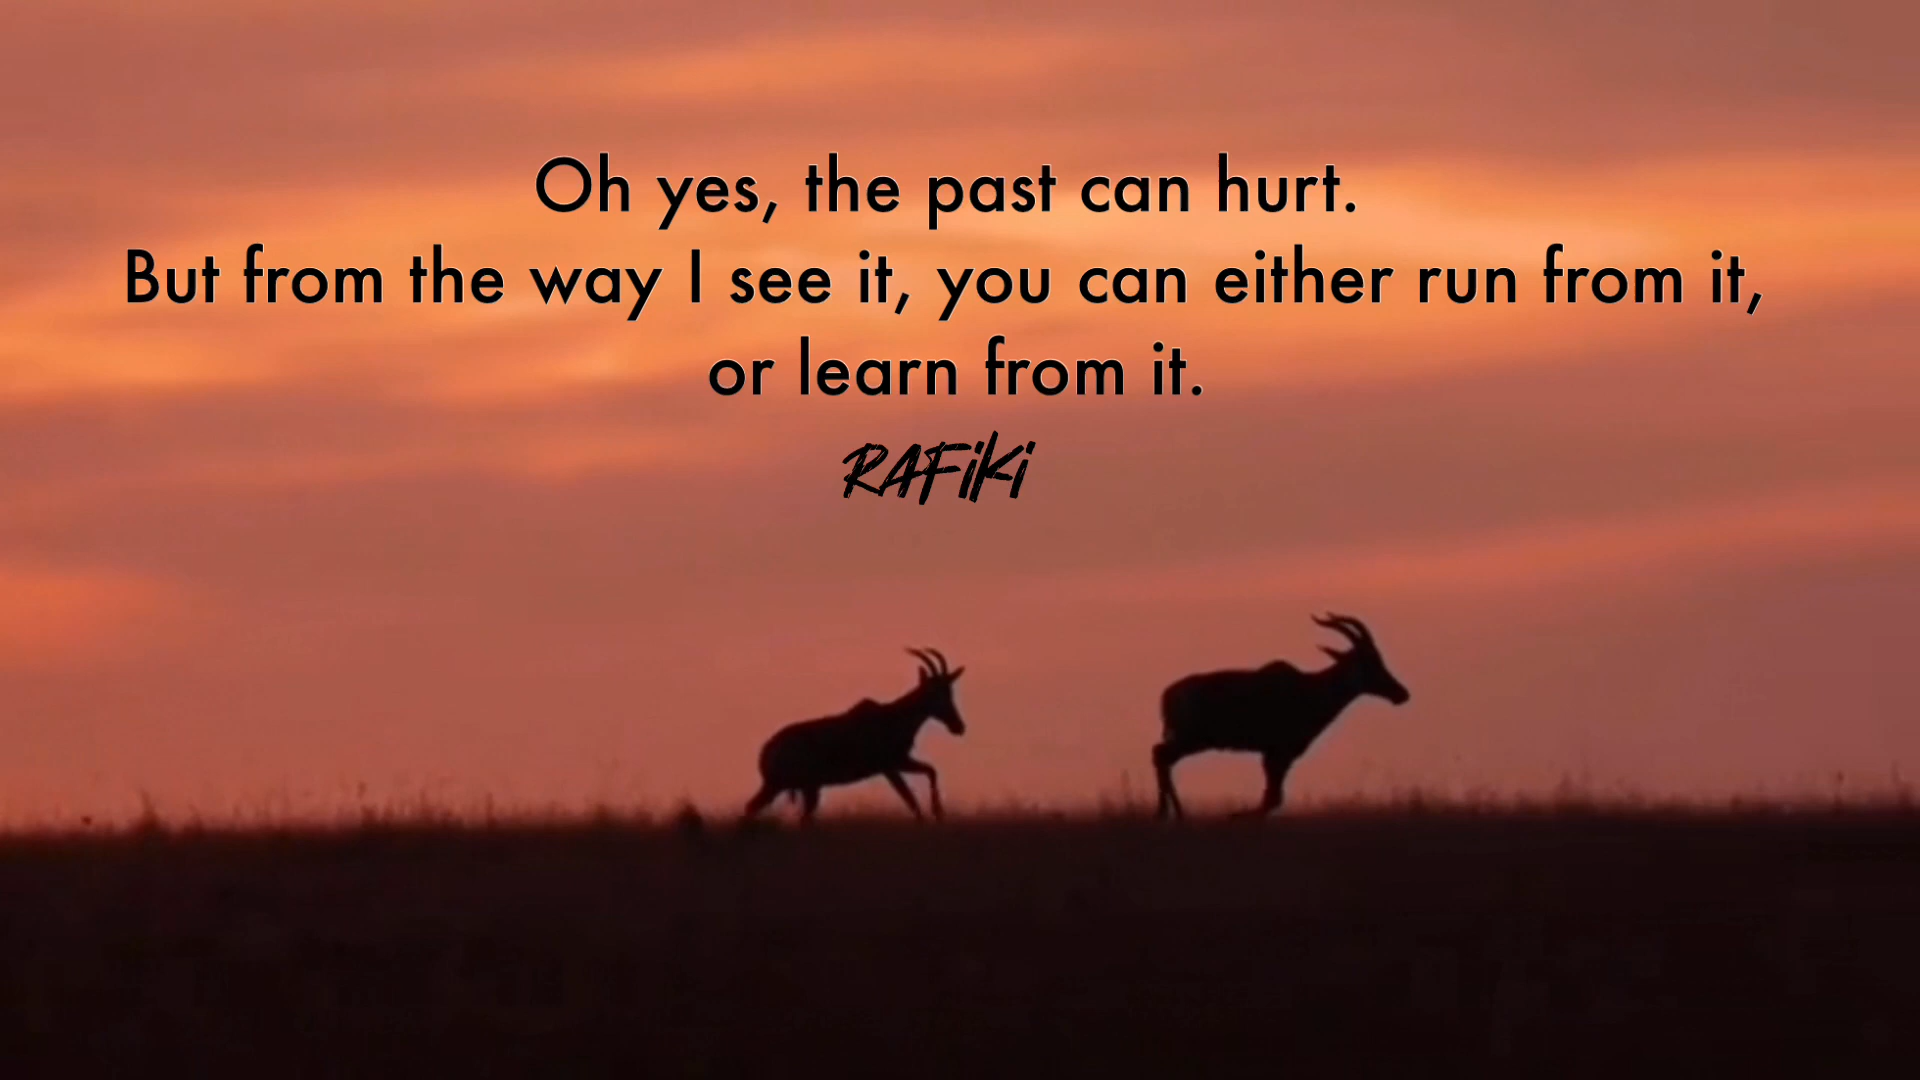 Oh yes, the past can hurt.
But from the way I see it, you can either run from it,
or learn from it.
RAFiKi